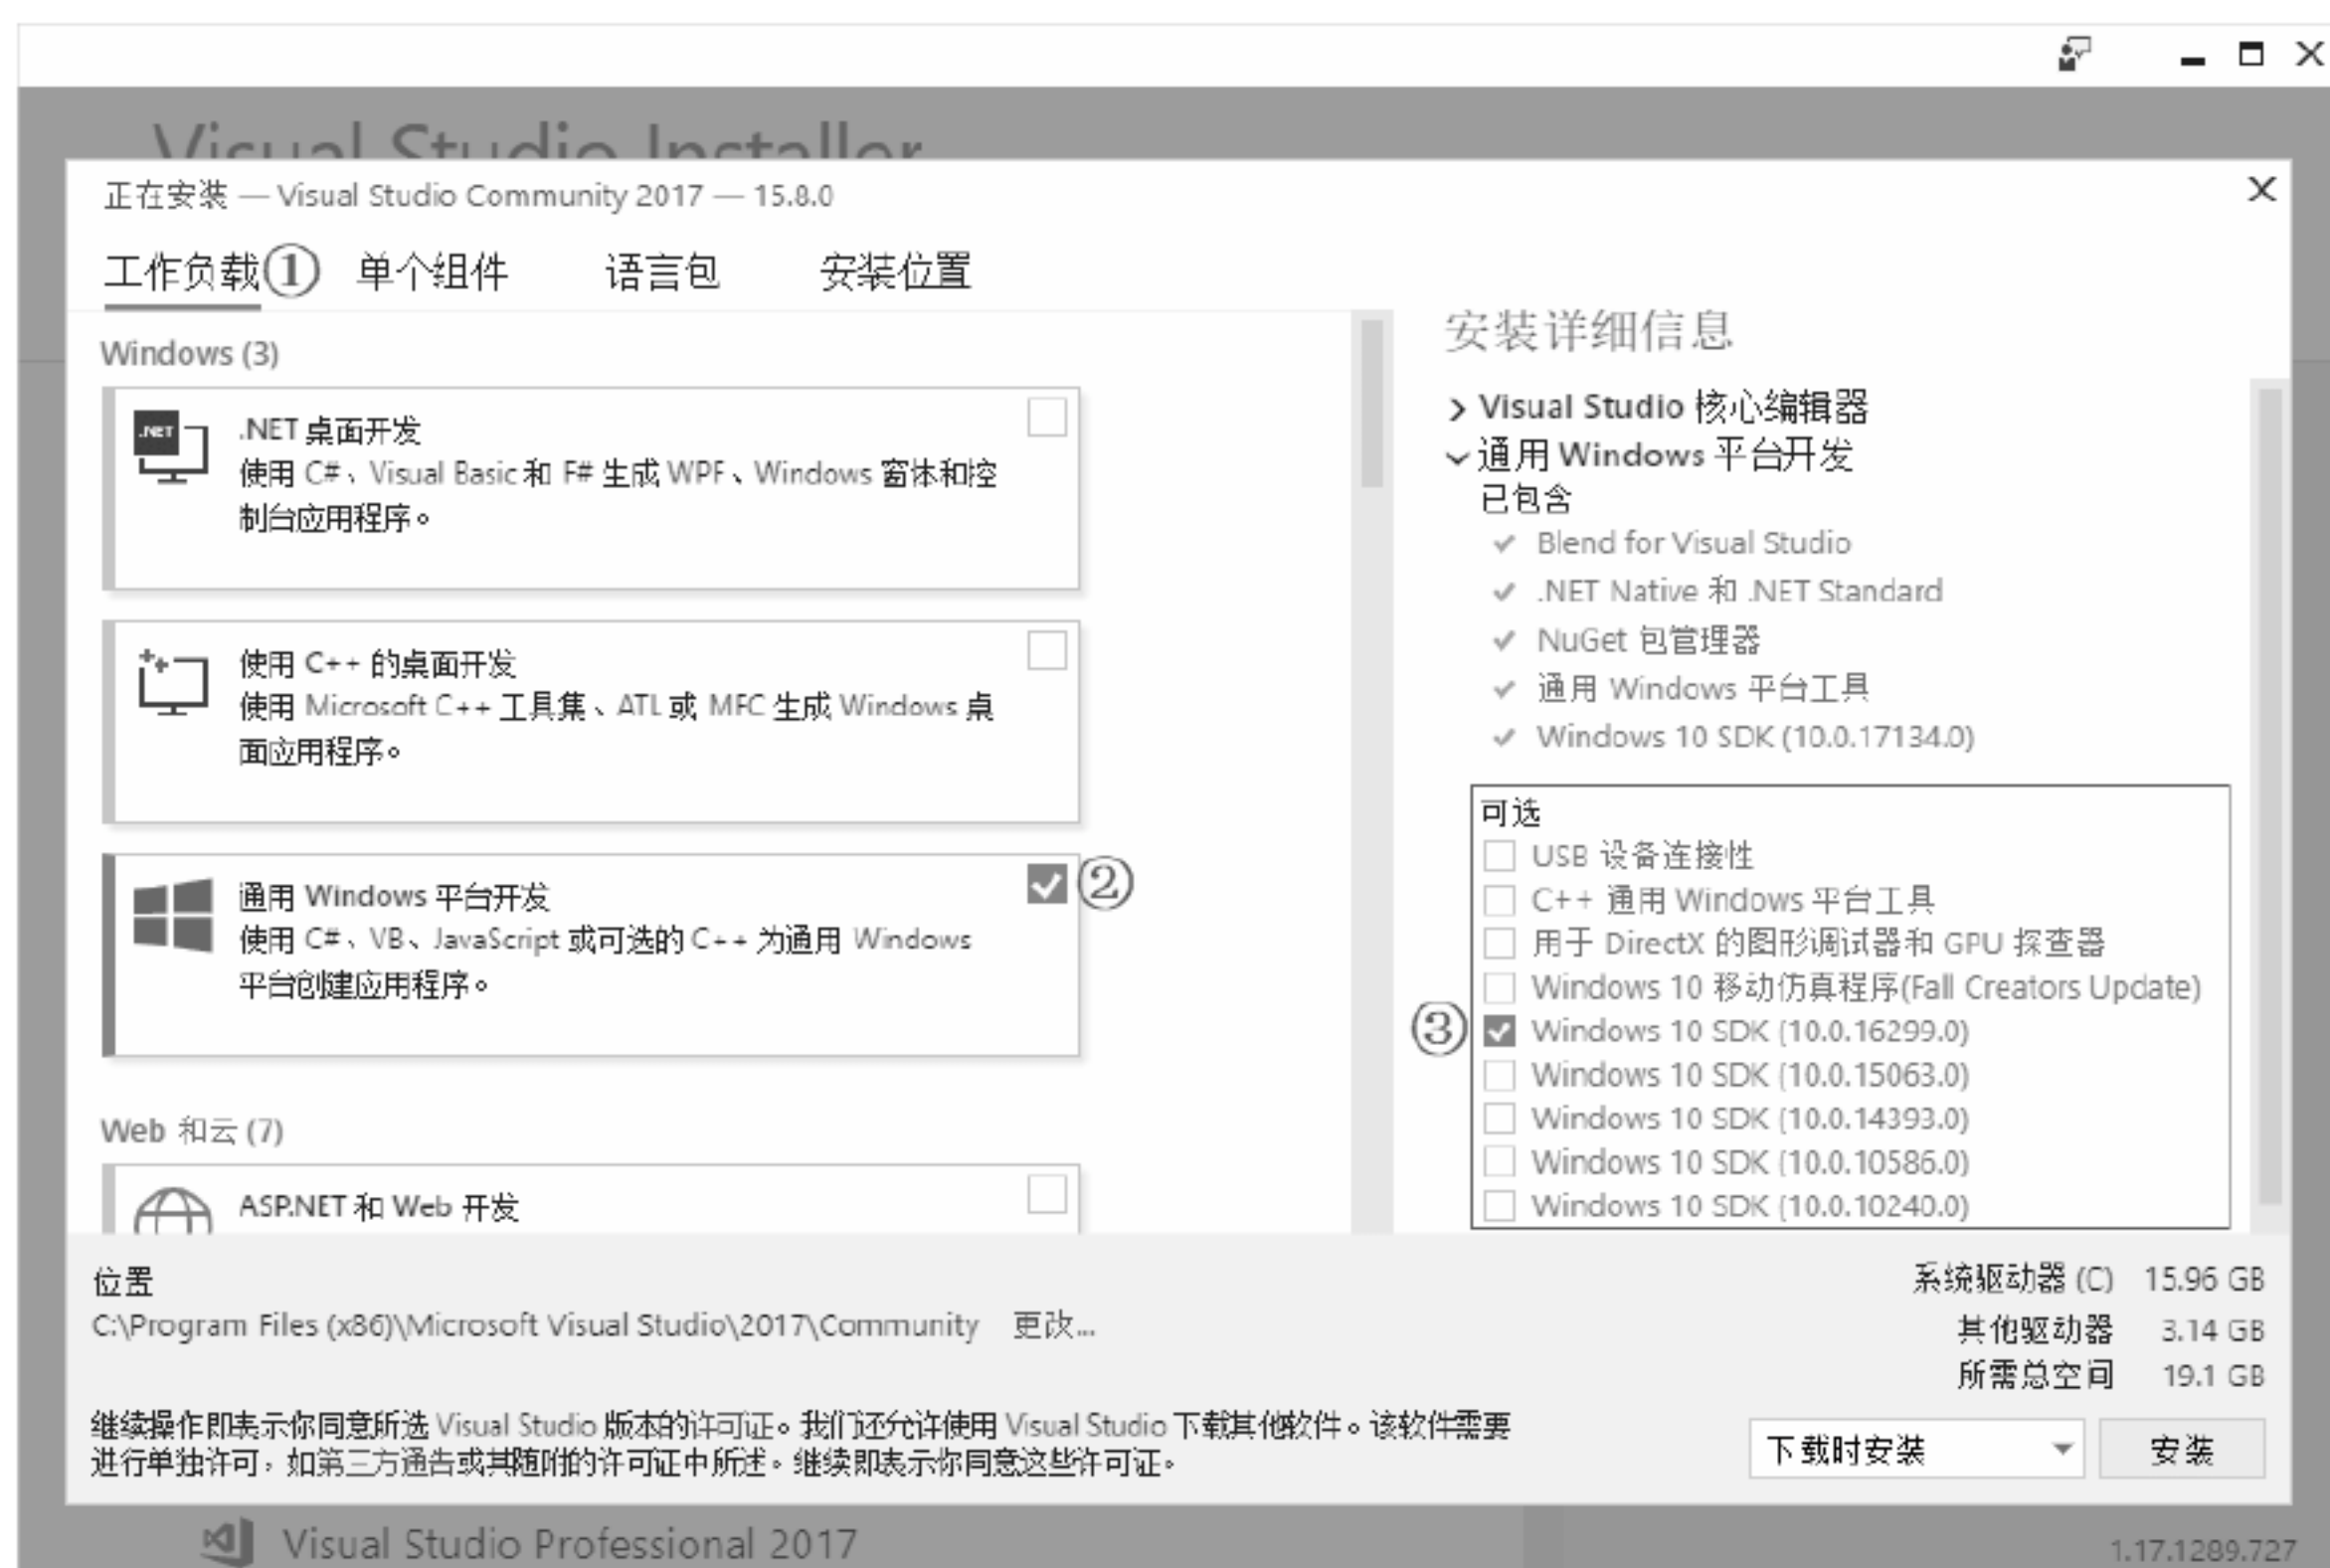 Visual Studio Installer
正在安装 — Visual Studio Community 2017 — 15.8.0
工作负载① 单个组件 语言包 安装位置
Windows (3)
.NET
.NET 桌面开发
使用 C#、Visual Basic 和 F# 生成 WPF、Windows 窗体和控
制台应用程序。
使用 C++ 的桌面开发
使用 Microsoft C++ 工具集、ATL 或 MFC 生成 Windows 桌
面应用程序。
通用 Windows 平台开发
②
使用 C#、VB、JavaScript 或可选的 C++ 为通用 Windows
平台创建应用程序。
Web 和云 (7)
ASP.NET 和 Web 开发
安装详细信息
Visual Studio 核心编辑器
通用 Windows 平台开发
已包含
Blend for Visual Studio
.NET Native 和 .NET Standard
NuGet 包管理器
通用 Windows 平台工具
Windows 10 SDK (10.0.17134.0)
可选
USB 设备连接性
C++ 通用 Windows 平台工具
用于 DirectX 的图形调试器和 GPU 探查器
Windows 10 移动仿真程序(Fall Creators Update)
③ Windows 10 SDK (10.0.16299.0)
Windows 10 SDK (10.0.15063.0)
Windows 10 SDK (10.0.14393.0)
Windows 10 SDK (10.0.10586.0)
Windows 10 SDK (10.0.10240.0)
位置
C:\Program Files (x86)\Microsoft Visual Studio\2017\Community 更改...
系统驱动器 (C) 15.96 GB
其他驱动器 3.14 GB
所需总空间 19.1 GB
继续操作即表示你同意所选 Visual Studio 版本的许可证。我们还允许使用 Visual Studio 下载其他软件。该软件需要
进行单独许可，如第三方通告或其随附的许可证中所述。继续即表示你同意这些许可证。
下载时安装 安装
Visual Studio Professional 2017
1.17.1289.727